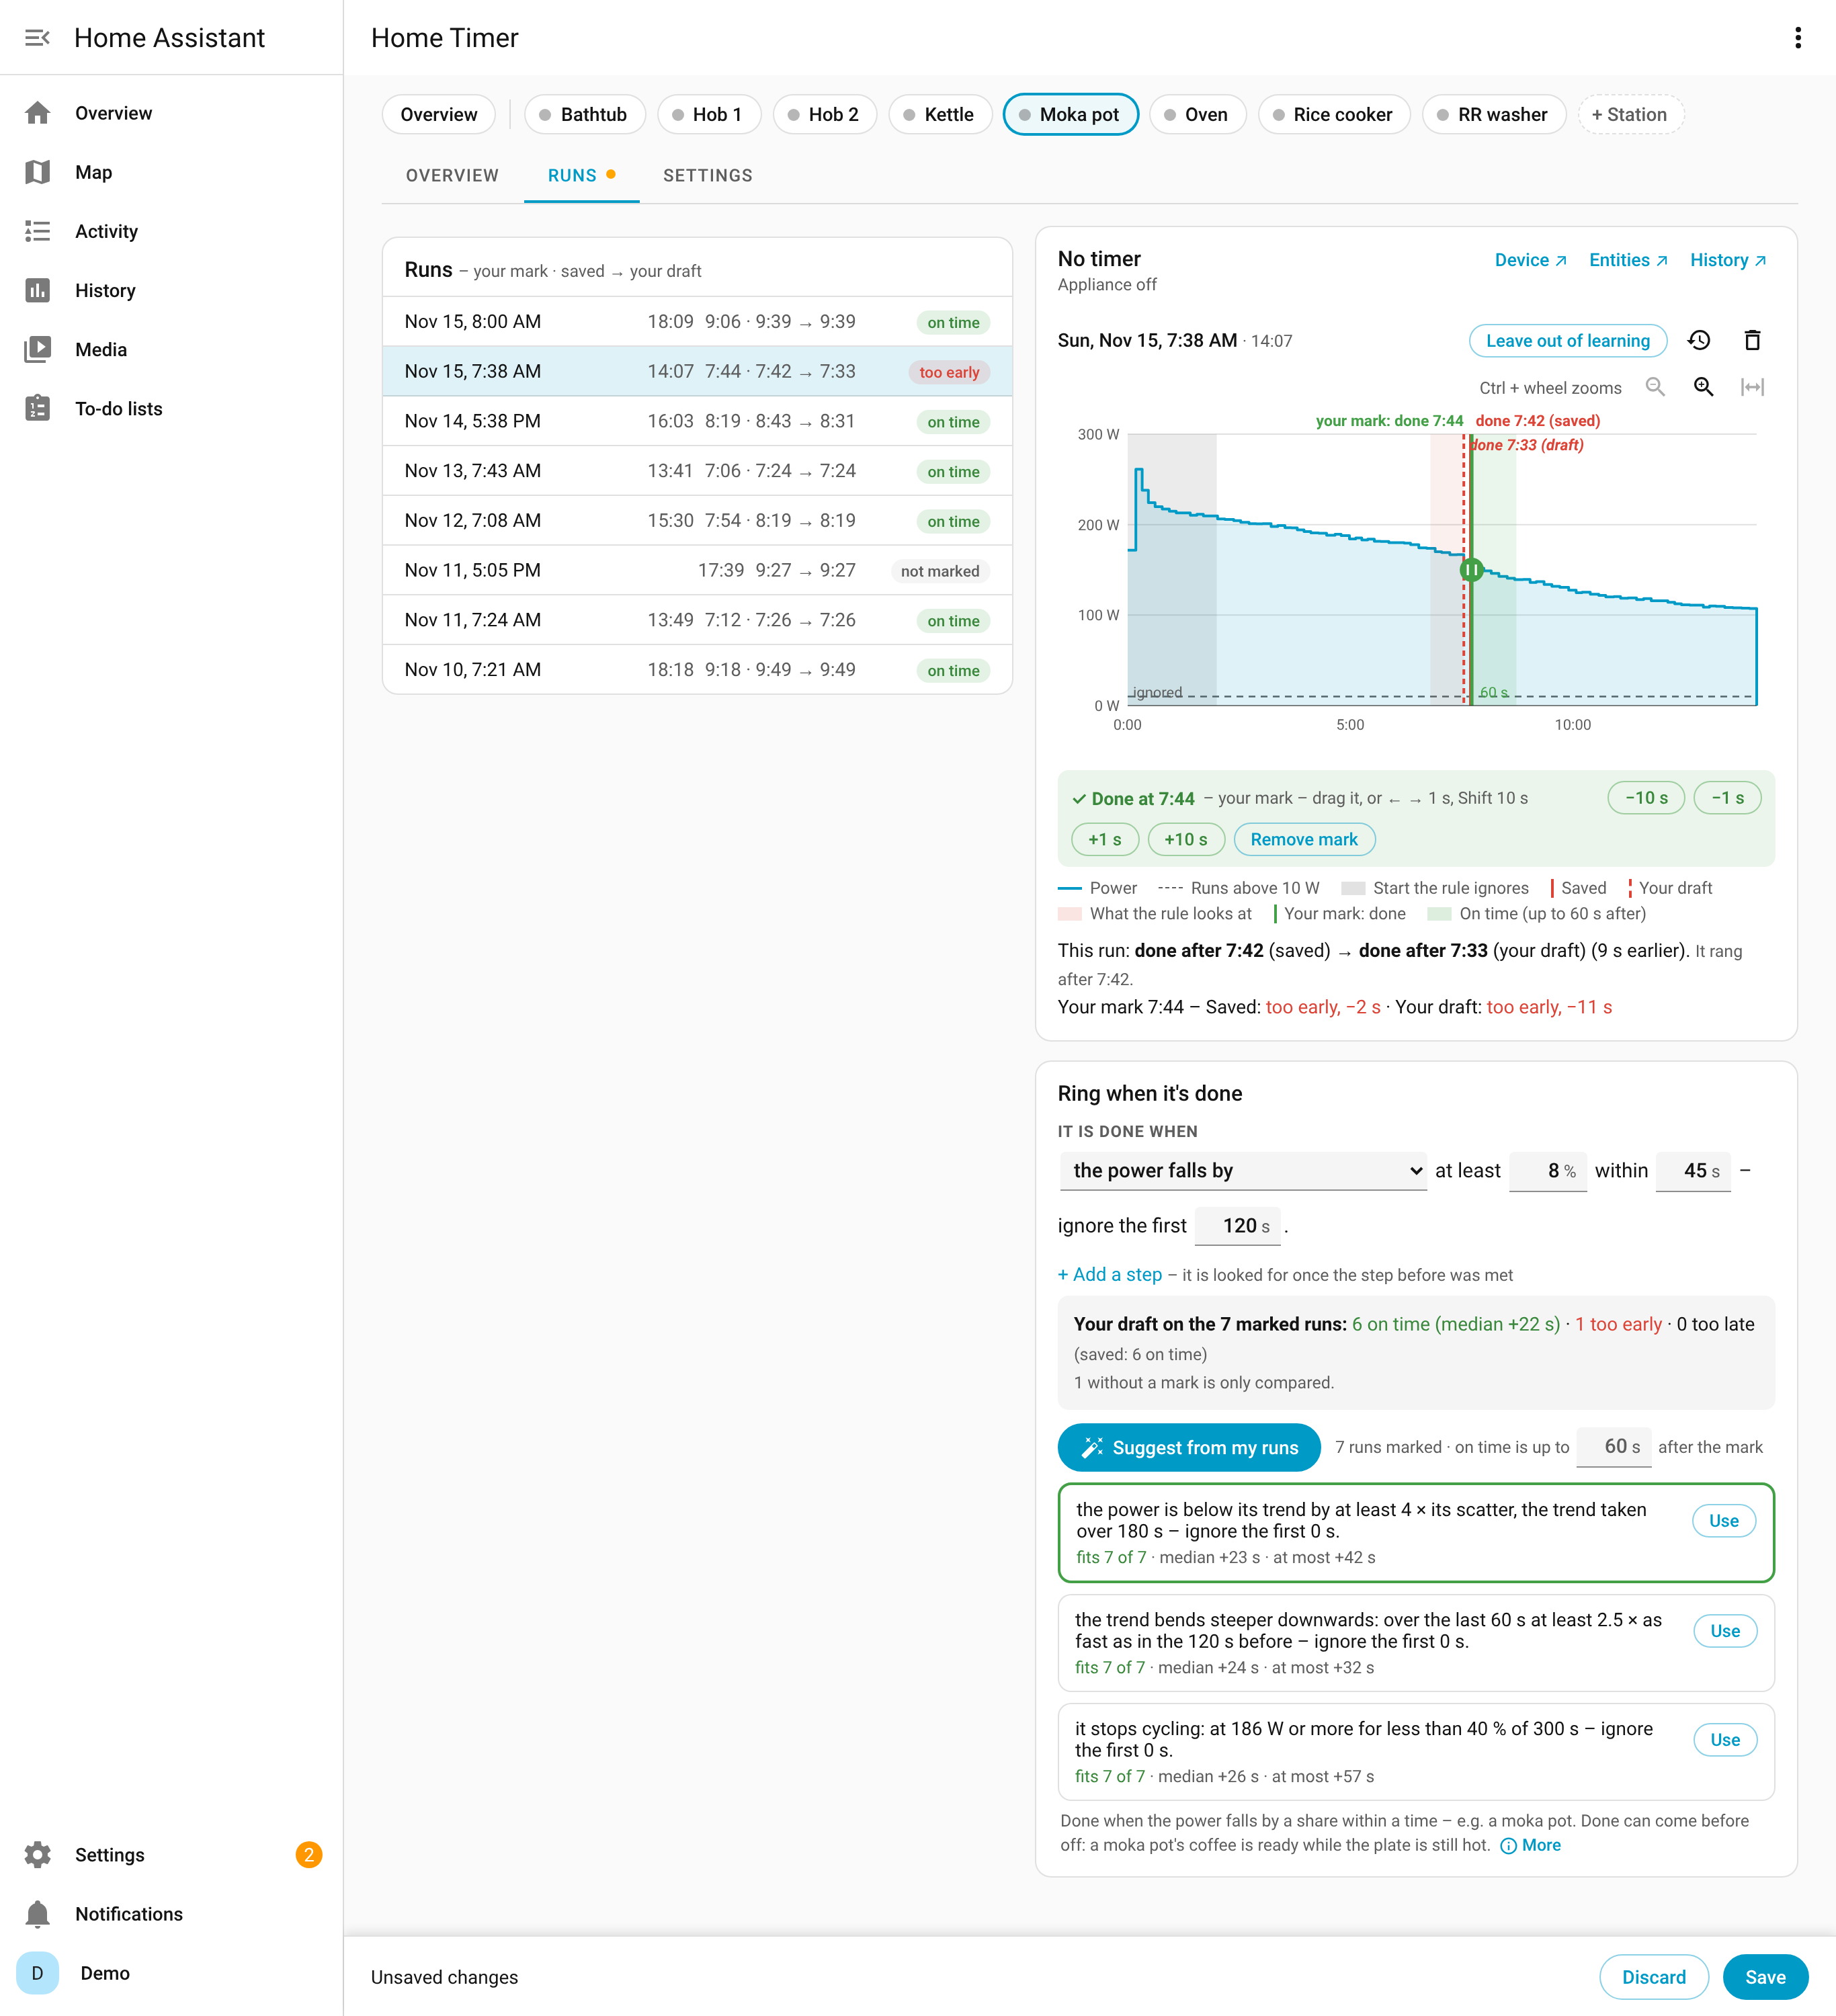 Home Assistant
Home Timer
Overview
Map
Activity
History
Media
To-do lists
Settings 2
Notifications
D Demo
Overview Bathtub Hob 1 Hob 2 Kettle Moka pot Oven Rice cooker RR washer + Station
OVERVIEW RUNS SETTINGS
Runs – your mark · saved → your draft
Nov 15, 8:00 AM 18:09 9:06 · 9:39 → 9:39 on time
Nov 15, 7:38 AM 14:07 7:44 · 7:42 → 7:33 too early
Nov 14, 5:38 PM 16:03 8:19 · 8:43 → 8:31 on time
Nov 13, 7:43 AM 13:41 7:06 · 7:24 → 7:24 on time
Nov 12, 7:08 AM 15:30 7:54 · 8:19 → 8:19 on time
Nov 11, 5:05 PM 17:39 9:27 → 9:27 not marked
Nov 11, 7:24 AM 13:49 7:12 · 7:26 → 7:26 on time
Nov 10, 7:21 AM 18:18 9:18 · 9:49 → 9:49 on time
No timer Device ↗ Entities ↗ History ↗
Appliance off
Sun, Nov 15, 7:38 AM · 14:07 Leave out of learning
Ctrl + wheel zooms
your mark: done 7:44 done 7:42 (saved)
done 7:33 (draft)
300 W
200 W
100 W
0 W
ignored
60 s
0:00 5:00 10:00
✓ Done at 7:44 – your mark – drag it, or ← → 1 s, Shift 10 s −10 s −1 s
+1 s +10 s Remove mark
Power Runs above 10 W Start the rule ignores Saved Your draft
What the rule looks at Your mark: done On time (up to 60 s after)
This run: done after 7:42 (saved) → done after 7:33 (your draft) (9 s earlier). It rang
after 7:42.
Your mark 7:44 – Saved: too early, −2 s · Your draft: too early, −11 s
Ring when it's done
IT IS DONE WHEN
the power falls by at least 8 % within 45 s –
ignore the first 120 s .
+ Add a step – it is looked for once the step before was met
Your draft on the 7 marked runs: 6 on time (median +22 s) · 1 too early · 0 too late
(saved: 6 on time)
1 without a mark is only compared.
Suggest from my runs 7 runs marked · on time is up to 60 s after the mark
the power is below its trend by at least 4 × its scatter, the trend taken
over 180 s – ignore the first 0 s.
fits 7 of 7 · median +23 s · at most +42 s
Use
the trend bends steeper downwards: over the last 60 s at least 2.5 × as
fast as in the 120 s before – ignore the first 0 s.
fits 7 of 7 · median +24 s · at most +32 s
Use
it stops cycling: at 186 W or more for less than 40 % of 300 s – ignore
the first 0 s.
fits 7 of 7 · median +26 s · at most +57 s
Use
Done when the power falls by a share within a time – e.g. a moka pot. Done can come before
off: a moka pot's coffee is ready while the plate is still hot. More
Unsaved changes Discard Save